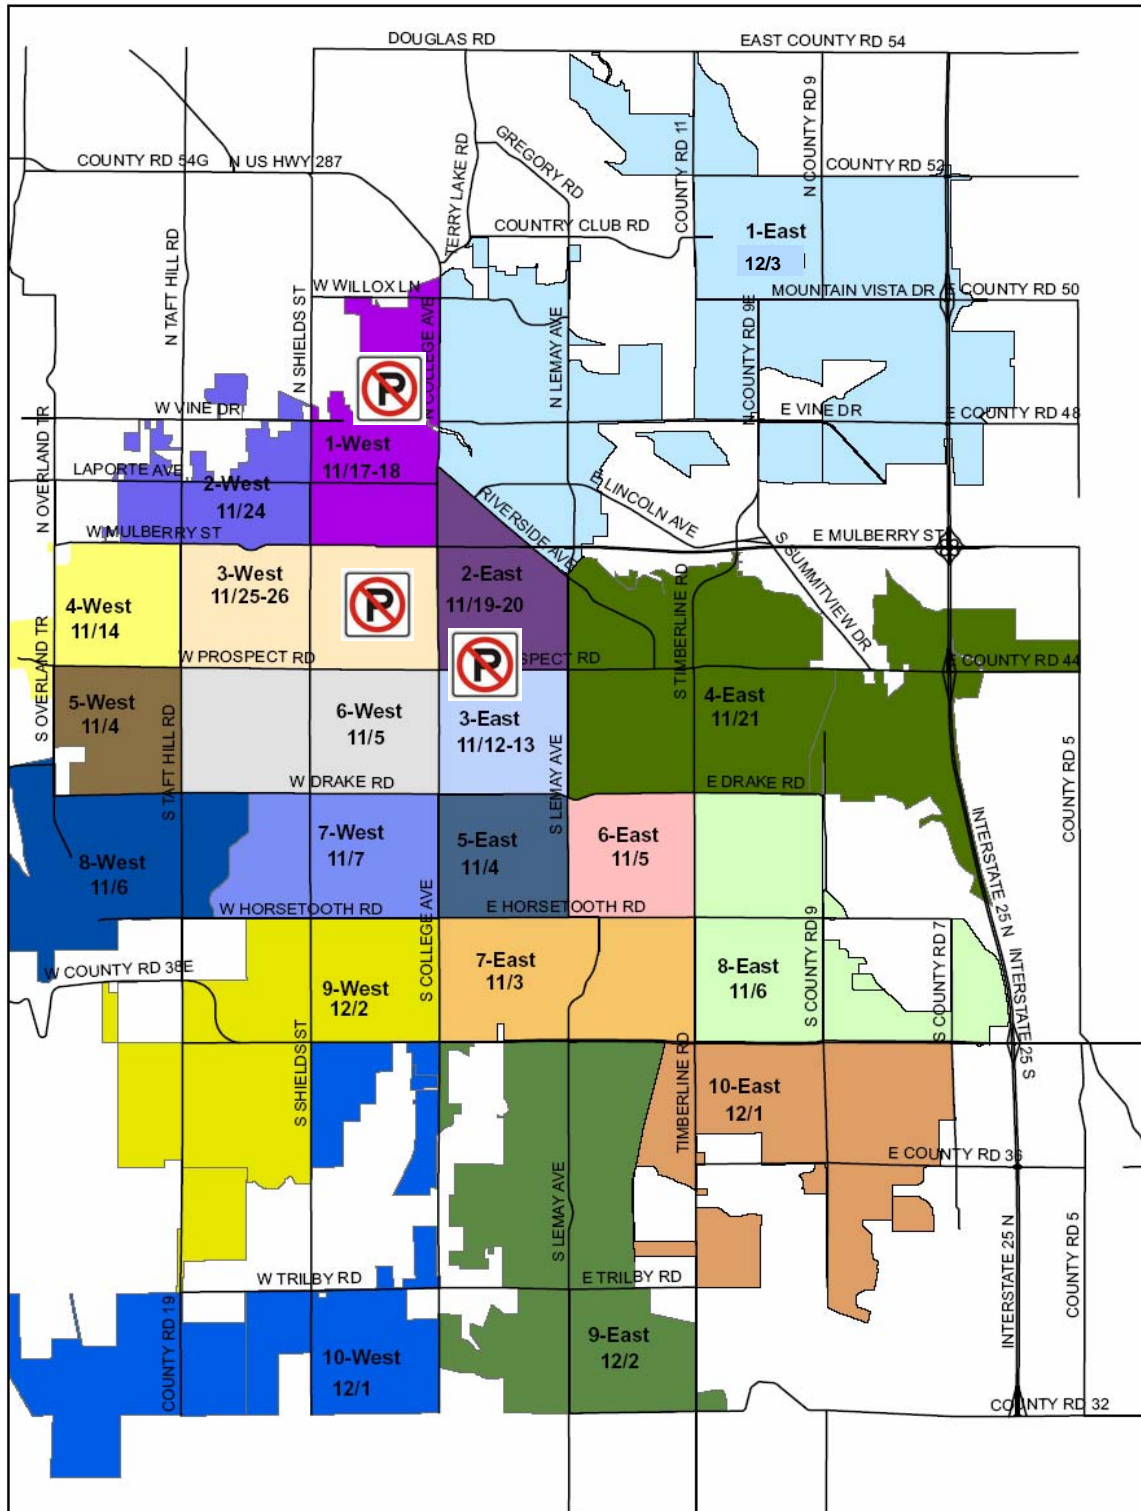 DOUGLAS RD
EAST COUNTY RD 54
COUNTY RD 54G
N US HWY 287
TERRY LAKE RD
GREGORY RD
COUNTY RD 11
N COUNTY RD 9
COUNTY RD 52
COUNTRY CLUB RD
1-East
12/3
N TAFT HILL RD
W WILLOX LN
MOUNTAIN VISTA DR
E COUNTY RD 50
N SHIELDS ST
N COLLEGE AVE
N LEMAY AVE
N COUNTY RD 9E
P
W VINE DR
E VINE DR
E COUNTY RD 48
N OVERLAND TR
1-West
11/17-18
LAPORTE AVE
2-West
11/24
RIVERSIDE AVE
E LINCOLN AVE
W MULBERRY ST
E MULBERRY ST
S SUMMITVIEW DR
3-West
11/25-26
P
2-East
11/19-20
4-West
11/14
S OVERLAND TR
W PROSPECT RD
P
SPECT RD
S TIMBERLINE RD
E COUNTY RD 44
5-West
11/4
6-West
11/5
3-East
11/12-13
4-East
11/21
S TAFT HILL RD
W DRAKE RD
S LEMAY AVE
E DRAKE RD
COUNTY RD 5
INTERSTATE 25 N
8-West
11/6
7-West
11/7
5-East
11/4
6-East
11/5
W HORSETOOTH RD
E HORSETOOTH RD
S COLLEGE AVE
S COUNTY RD 9
S COUNTY RD 7
W COUNTY RD 38E
9-West
12/2
7-East
11/3
8-East
11/6
INTERSTATE 25 S
S SHIELDS ST
TIMBERLINE RD
10-East
12/1
E COUNTY RD 36
S LEMAY AVE
W TRILBY RD
E TRILBY RD
COUNTY RD 19
INTERSTATE 25 N
COUNTY RD 5
10-West
12/1
9-East
12/2
COUNTY RD 32